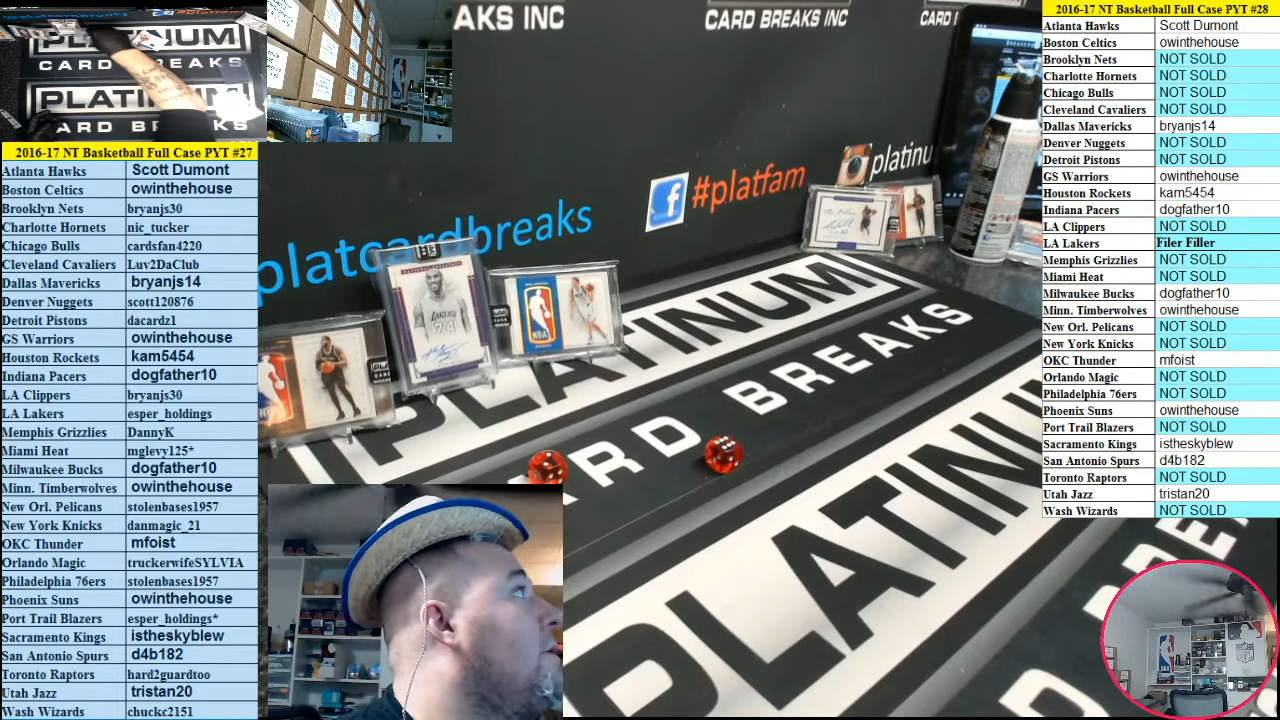 PLATINUM
CARD BREAKS
PLATINUM
ARD BREAKS
AKS INC
CARD BREAKS INC
CARD
platcardbreaks
#platfam
platinu
LAKERS
24
NBA
PLATINUM
ARD BREAKS
PLATINU
D BREA
NBA
NFL
2016-17 NT Basketball Full Case PYT #27
Atlanta Hawks Scott Dumont
Boston Celtics owinthehouse
Brooklyn Nets bryanjs30
Charlotte Hornets nic_tucker
Chicago Bulls cardsfan4220
Cleveland Cavaliers Luv2DaClub
Dallas Mavericks bryanjs14
Denver Nuggets scott120876
Detroit Pistons dacardz1
GS Warriors owinthehouse
Houston Rockets kam5454
Indiana Pacers dogfather10
LA Clippers bryanjs30
LA Lakers esper_holdings
Memphis Grizzlies DannyK
Miami Heat mglevy125*
Milwaukee Bucks dogfather10
Minn. Timberwolves owinthehouse
New Orl. Pelicans stolenbases1957
New York Knicks danmagic_21
OKC Thunder mfoist
Orlando Magic truckerwifeSYLVIA
Philadelphia 76ers stolenbases1957
Phoenix Suns owinthehouse
Port Trail Blazers esper_holdings*
Sacramento Kings istheskyblew
San Antonio Spurs d4b182
Toronto Raptors hard2guardtoo
Utah Jazz tristan20
Wash Wizards chuckc2151
2016-17 NT Basketball Full Case PYT #28
Atlanta Hawks Scott Dumont
Boston Celtics owinthehouse
Brooklyn Nets NOT SOLD
Charlotte Hornets NOT SOLD
Chicago Bulls NOT SOLD
Cleveland Cavaliers NOT SOLD
Dallas Mavericks bryanjs14
Denver Nuggets NOT SOLD
Detroit Pistons NOT SOLD
GS Warriors owinthehouse
Houston Rockets kam5454
Indiana Pacers dogfather10
LA Clippers NOT SOLD
LA Lakers Filer Filler
Memphis Grizzlies NOT SOLD
Miami Heat NOT SOLD
Milwaukee Bucks dogfather10
Minn. Timberwolves owinthehouse
New Orl. Pelicans NOT SOLD
New York Knicks NOT SOLD
OKC Thunder mfoist
Orlando Magic NOT SOLD
Philadelphia 76ers NOT SOLD
Phoenix Suns owinthehouse
Port Trail Blazers NOT SOLD
Sacramento Kings istheskyblew
San Antonio Spurs d4b182
Toronto Raptors NOT SOLD
Utah Jazz tristan20
Wash Wizards NOT SOLD